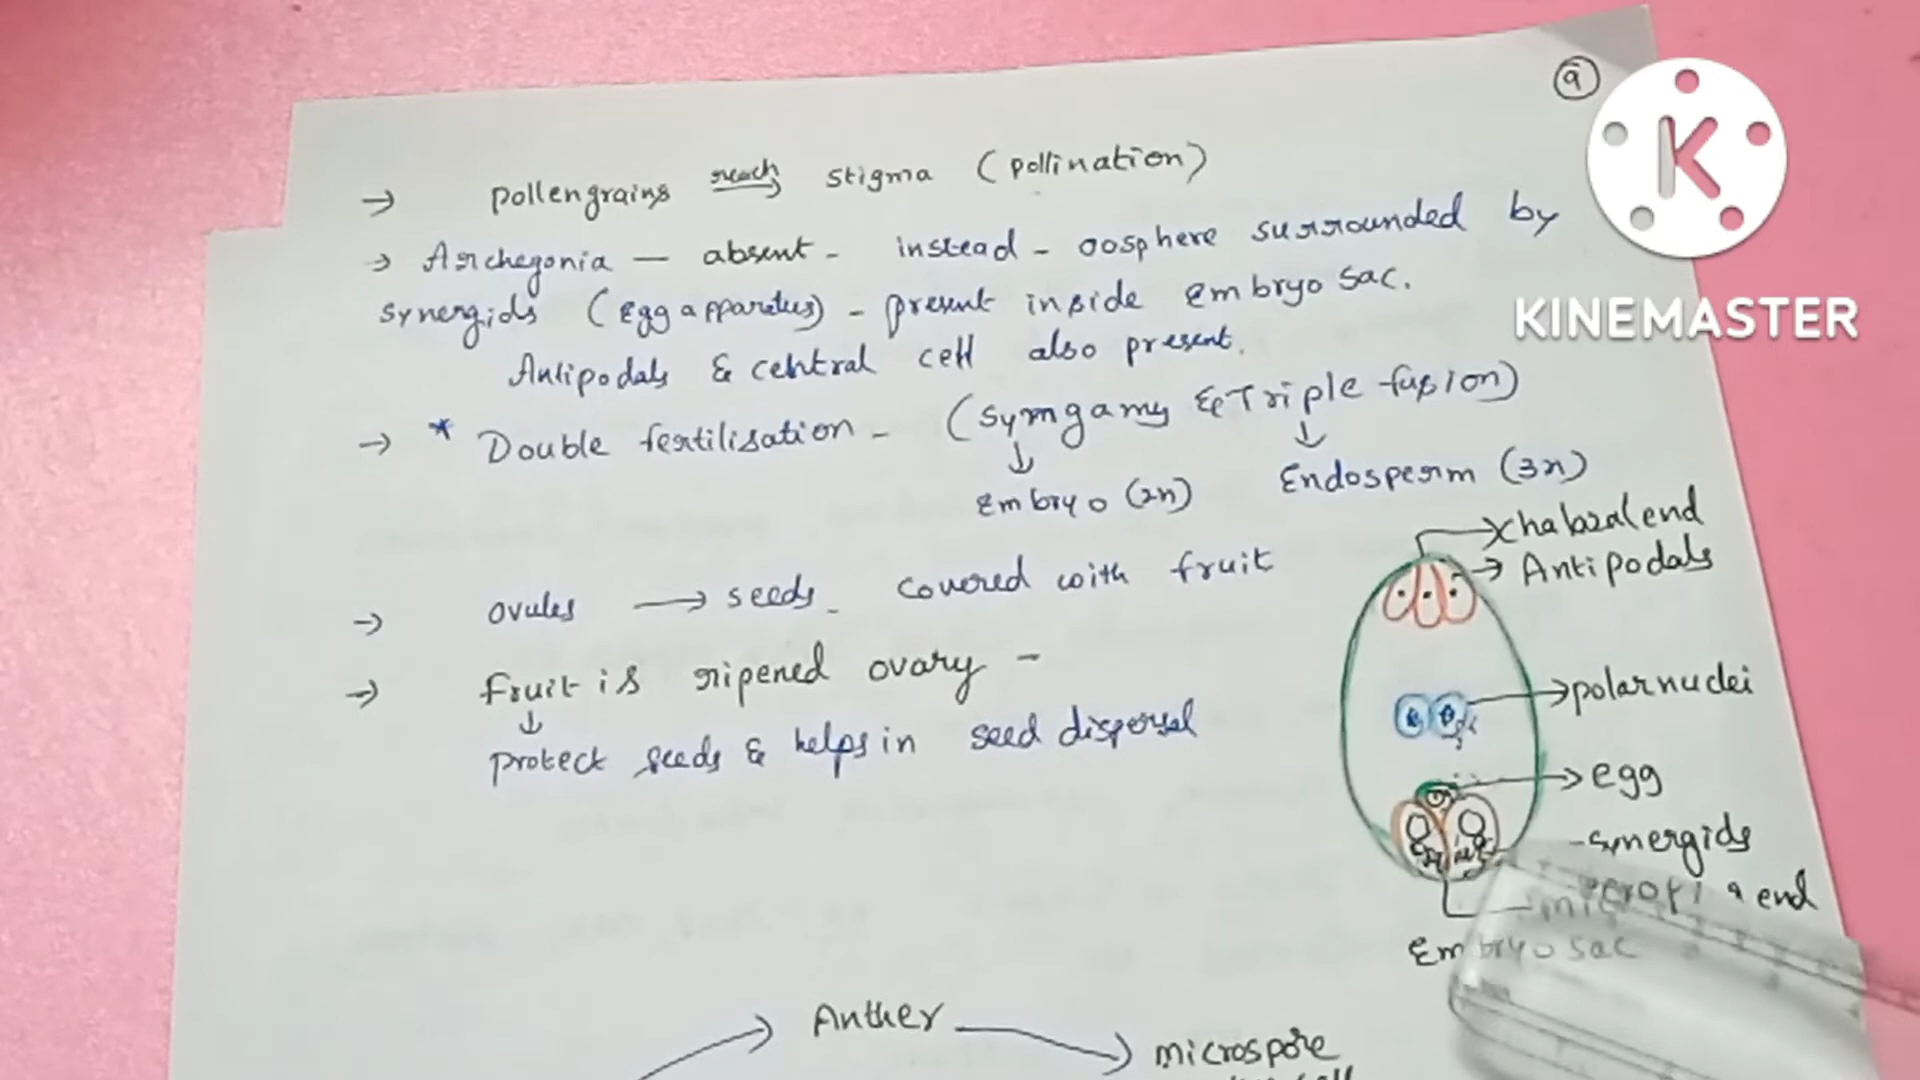 9
→ pollengrains reach stigma (pollination)
→ Archegonia — absent - instead - oosphere surrounded by
synergids (egg apparatus) - present inside embryo sac.
Antipodals & central cell also present.
→ * Double fertilisation - (symgamy & Triple fusion)
↓ ↓
Embryo (2n) Endosperm (3n)
→ ovules → seeds - covered with fruit
→ fruit is ripened ovary -
↓
protect seeds & helps in seed dispersal
chalazal end
→ Antipodals
→ polar nuclei
→ egg
synergids
end
Embryo sac
Anther → microspore
K
KINEMASTER